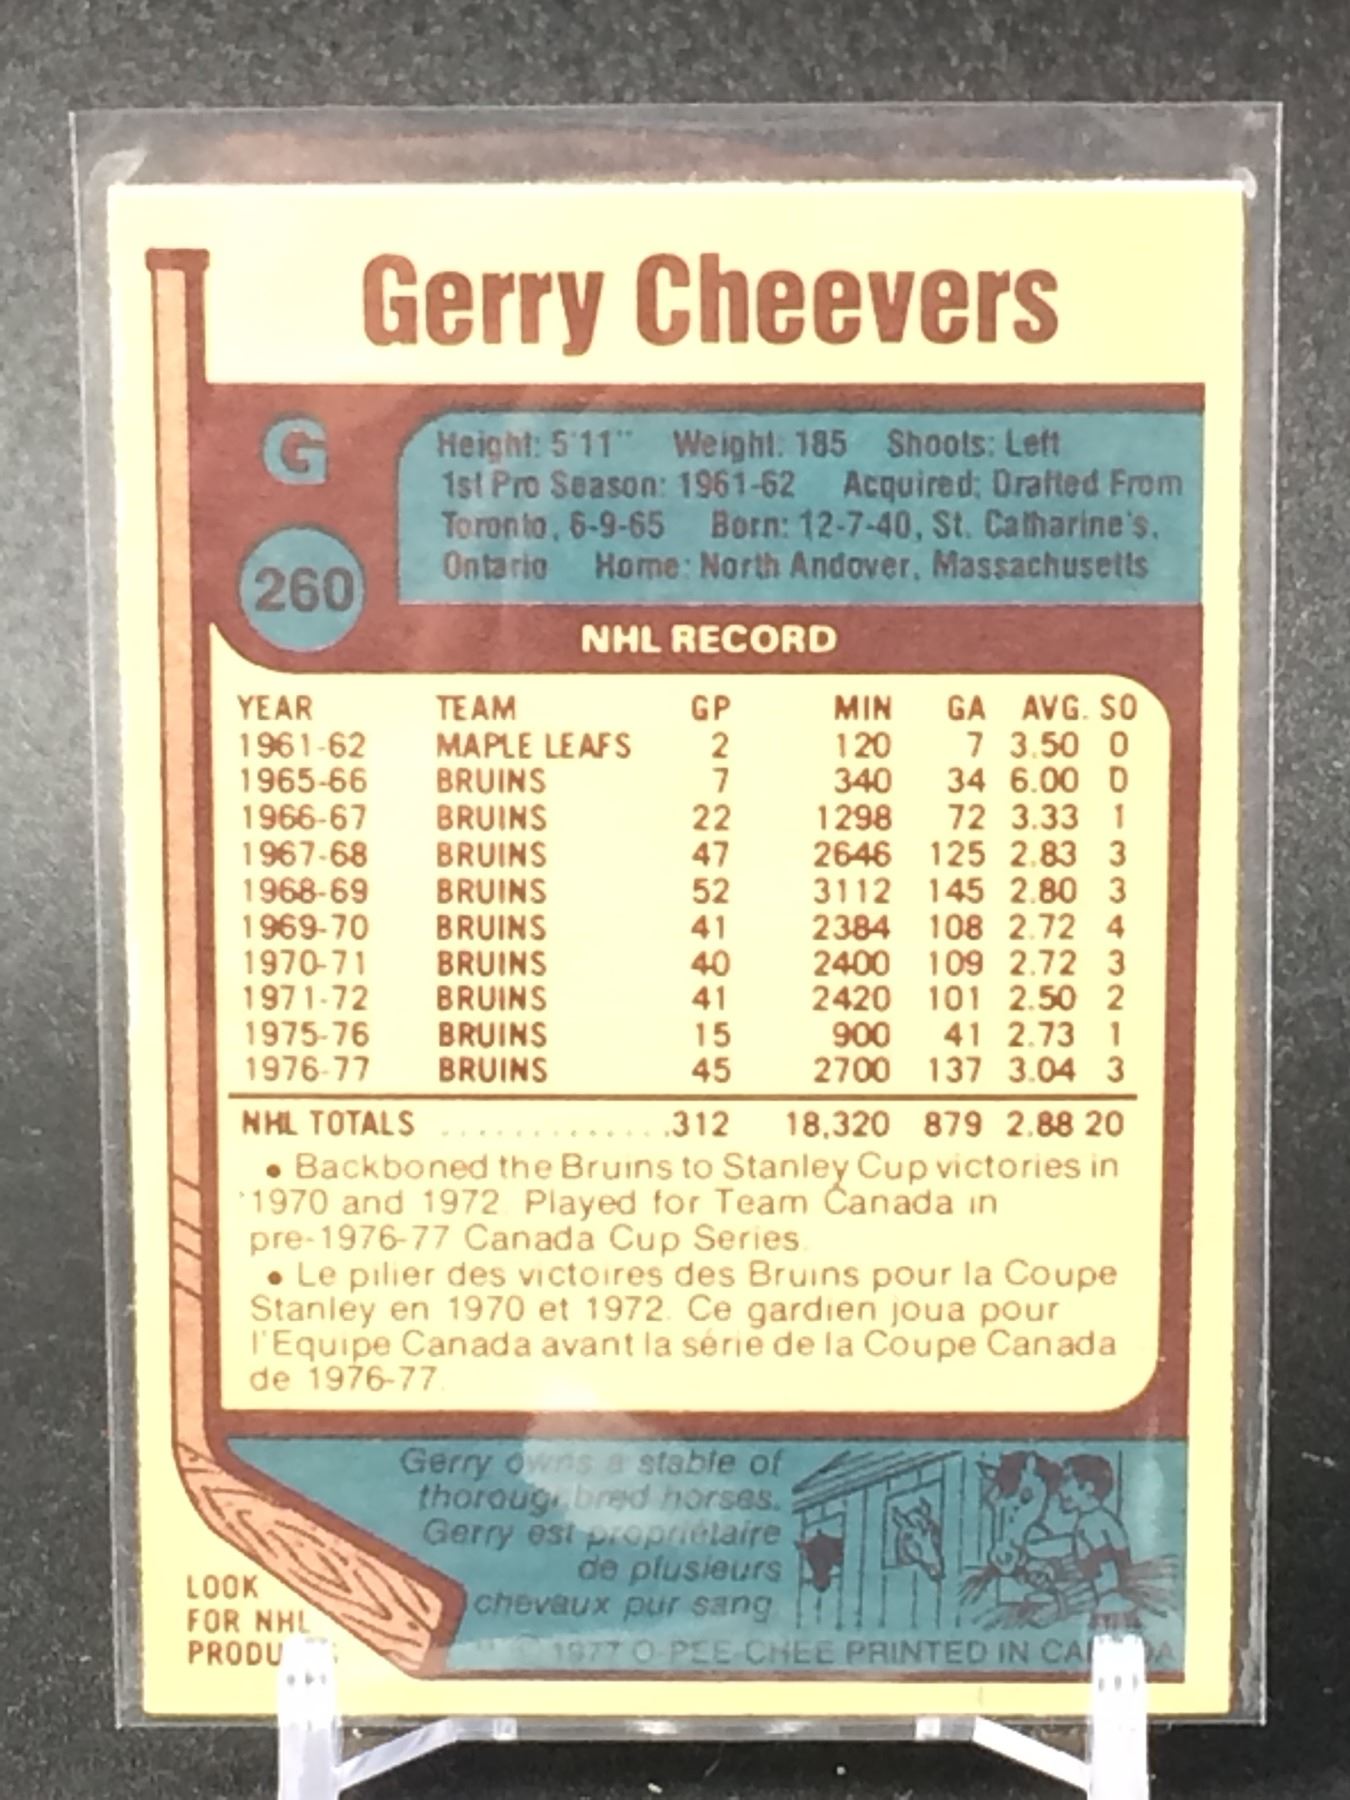 Gerry Cheevers
G
260
Height: 5'11" Weight: 185 Shoots: Left
1st Pro Season: 1961-62 Acquired: Drafted From
Toronto, 6-9-65 Born: 12-7-40, St. Catharine's,
Ontario Home: North Andover, Massachusetts
NHL RECORD
YEAR TEAM GP MIN GA AVG. SO
1961-62 MAPLE LEAFS 2 120 7 3.50 0
1965-66 BRUINS 7 340 34 6.00 0
1966-67 BRUINS 22 1298 72 3.33 1
1967-68 BRUINS 47 2646 125 2.83 3
1968-69 BRUINS 52 3112 145 2.80 3
1969-70 BRUINS 41 2384 108 2.72 4
1970-71 BRUINS 40 2400 109 2.72 3
1971-72 BRUINS 41 2420 101 2.50 2
1975-76 BRUINS 15 900 41 2.73 1
1976-77 BRUINS 45 2700 137 3.04 3
NHL TOTALS ..............312 18,320 879 2.88 20
• Backboned the Bruins to Stanley Cup victories in
1970 and 1972. Played for Team Canada in
pre-1976-77 Canada Cup Series.
• Le pilier des victoires des Bruins pour la Coupe
Stanley en 1970 et 1972. Ce gardien joua pour
l'Equipe Canada avant la série de la Coupe Canada
de 1976-77.
Gerry owns a stable of
thoroughbred horses.
Gerry est propriétaire
de plusieurs
chevaux pur sang
LOOK
FOR NHL
PRODUCTS
© 1977 O-PEE-CHEE PRINTED IN CANADA